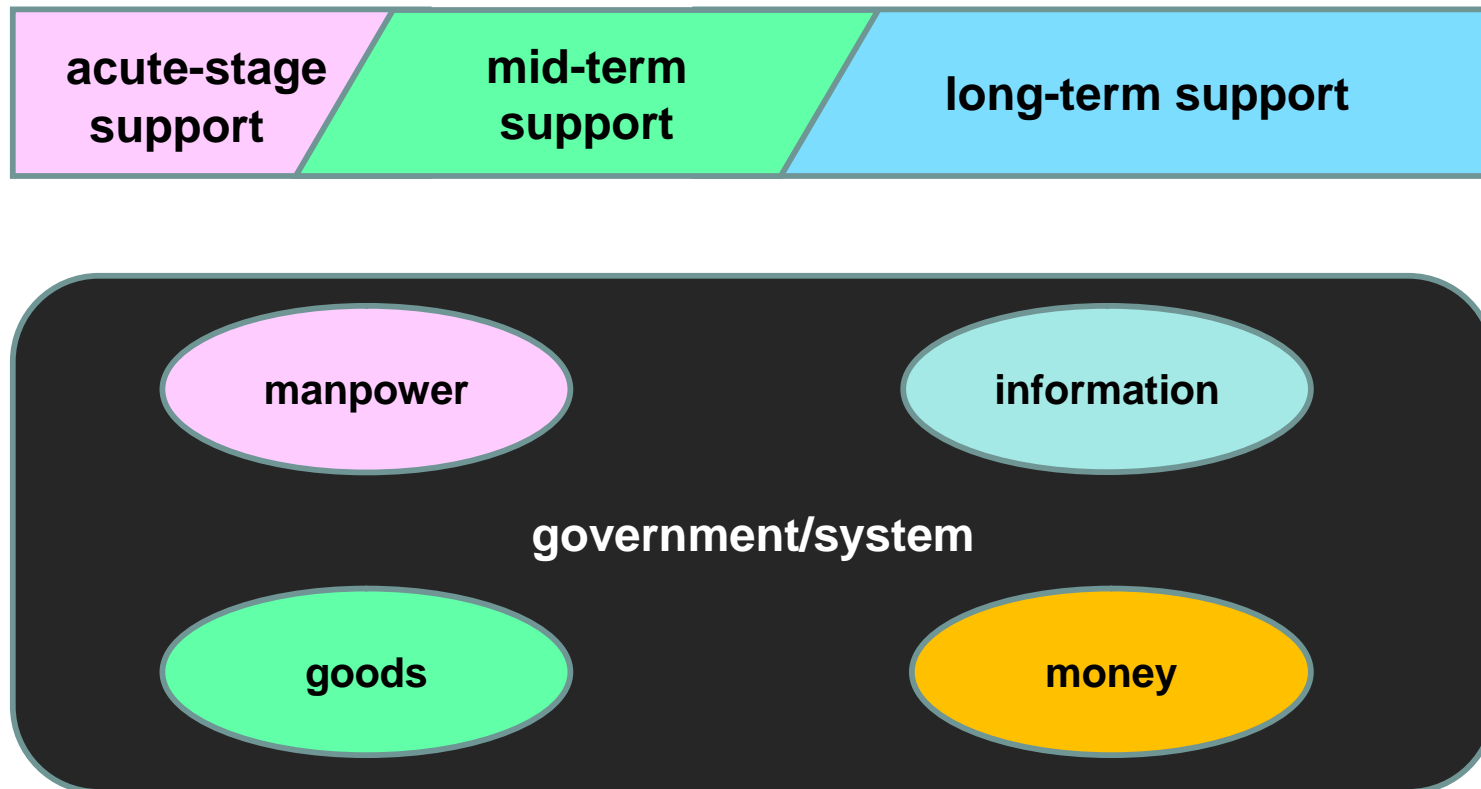 acute-stage
support
mid-term
support
long-term support
manpower
information
government/system
goods
money